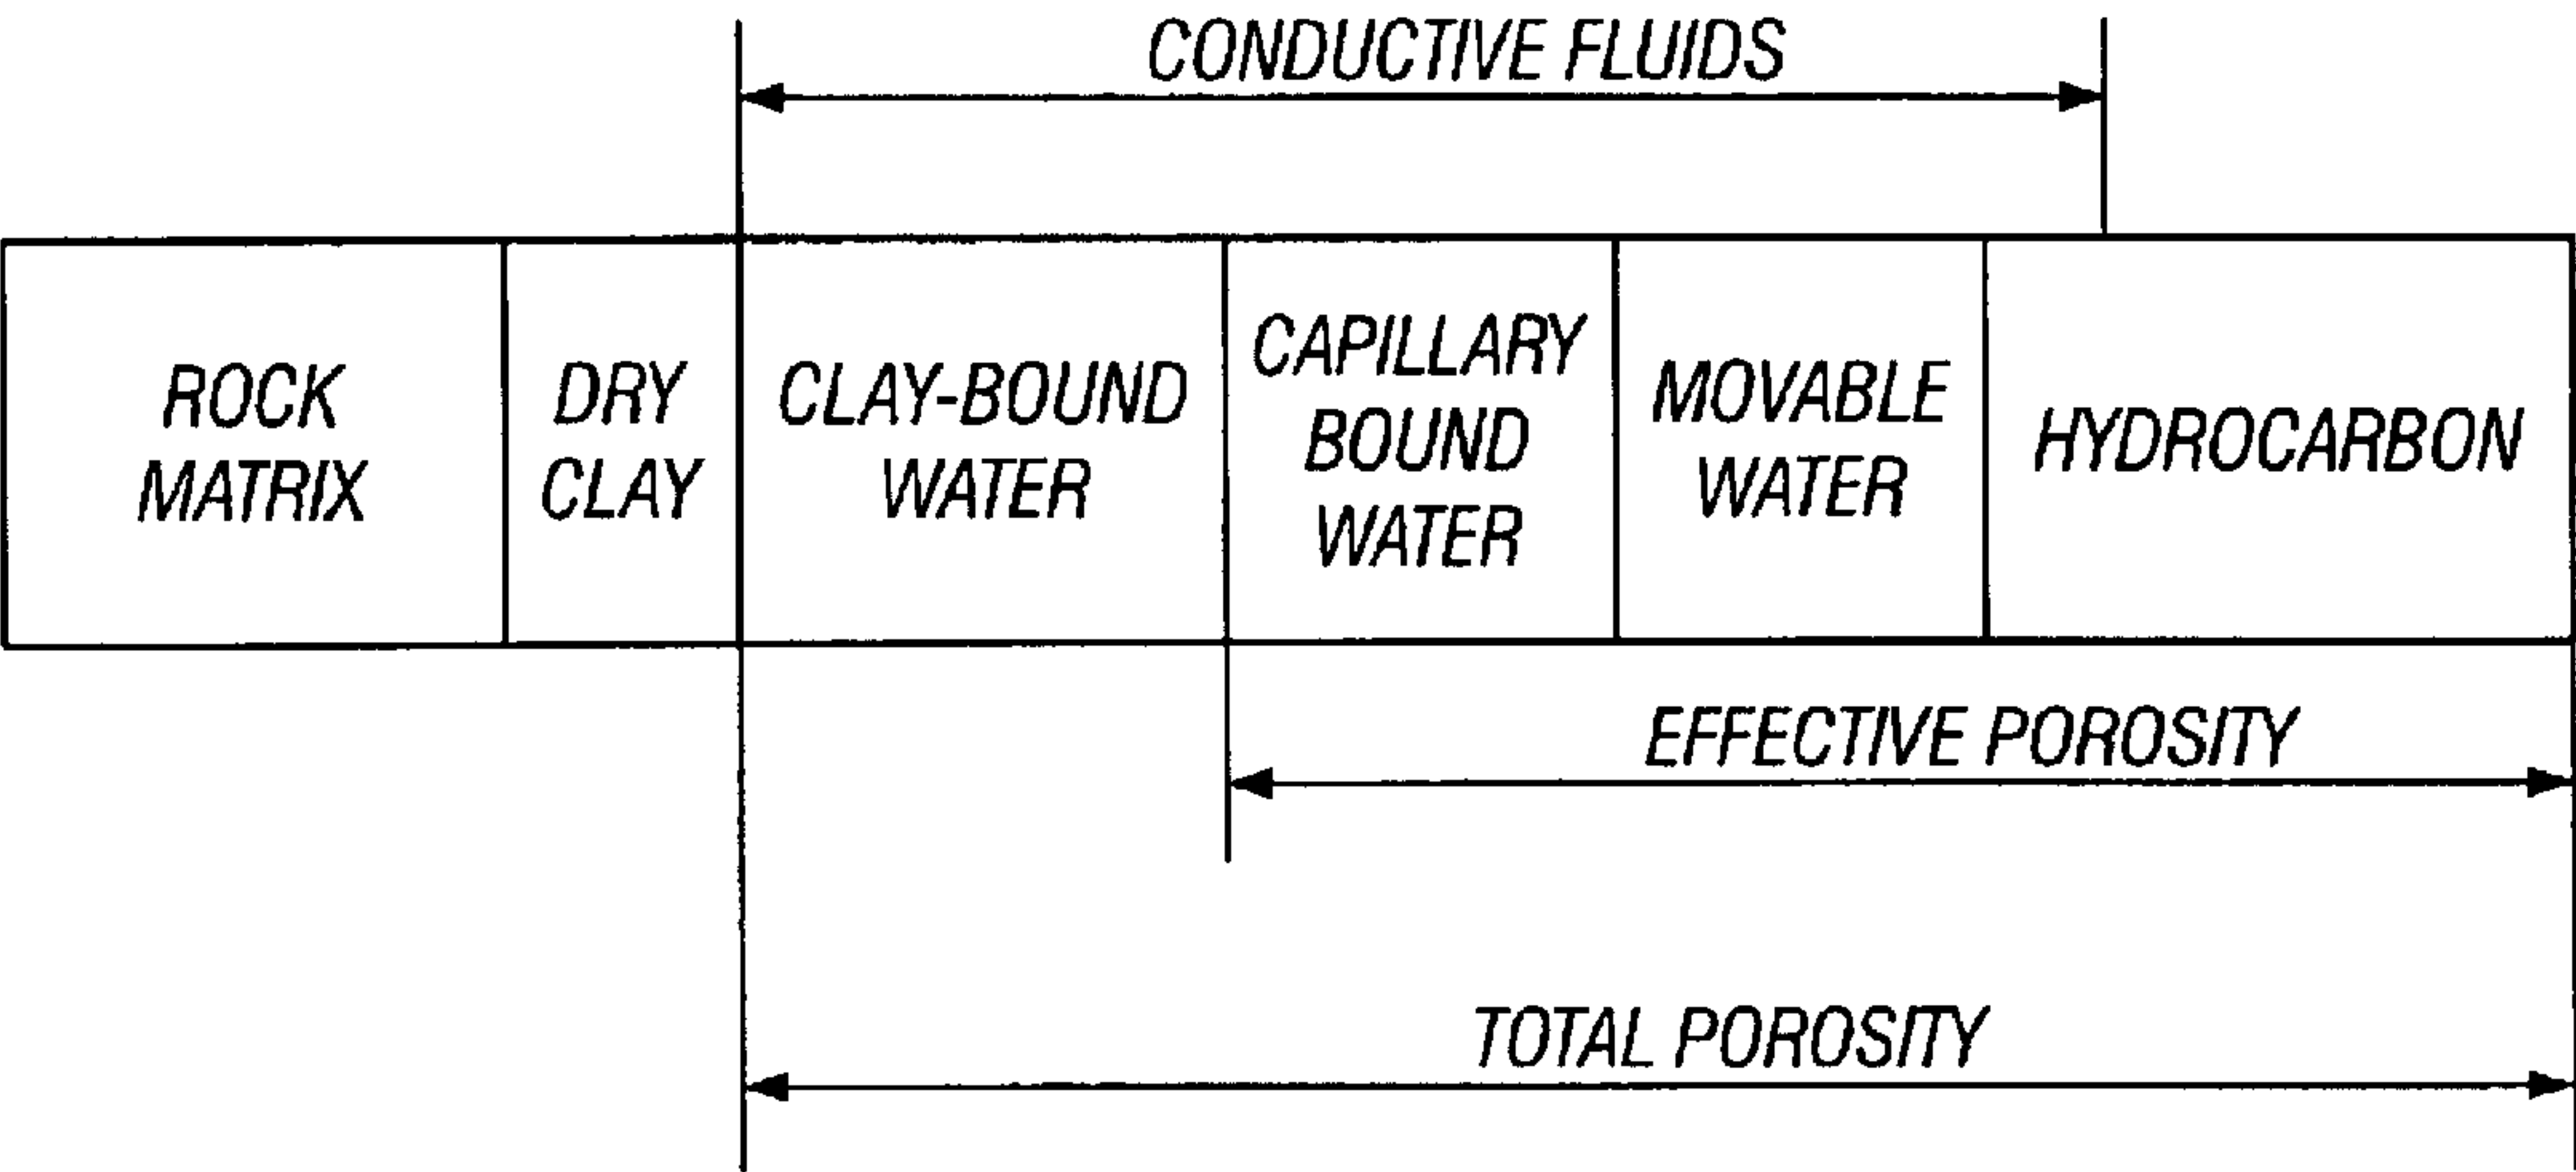 CONDUCTIVE FLUIDS
ROCK
MATRIX
DRY
CLAY
CLAY-BOUND
WATER
CAPILLARY
BOUND
WATER
MOVABLE
WATER
HYDROCARBON
EFFECTIVE POROSITY
TOTAL POROSITY